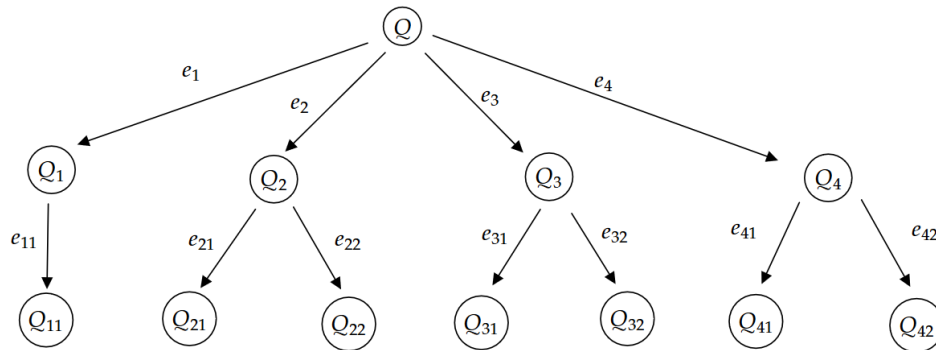 Q
e₁ e₂ e₃ e₄
Q₁ Q₂ Q₃ Q₄
e₁₁ e₂₁ e₂₂ e₃₁ e₃₂ e₄₁ e₄₂
Q₁₁ Q₂₁ Q₂₂ Q₃₁ Q₃₂ Q₄₁ Q₄₂